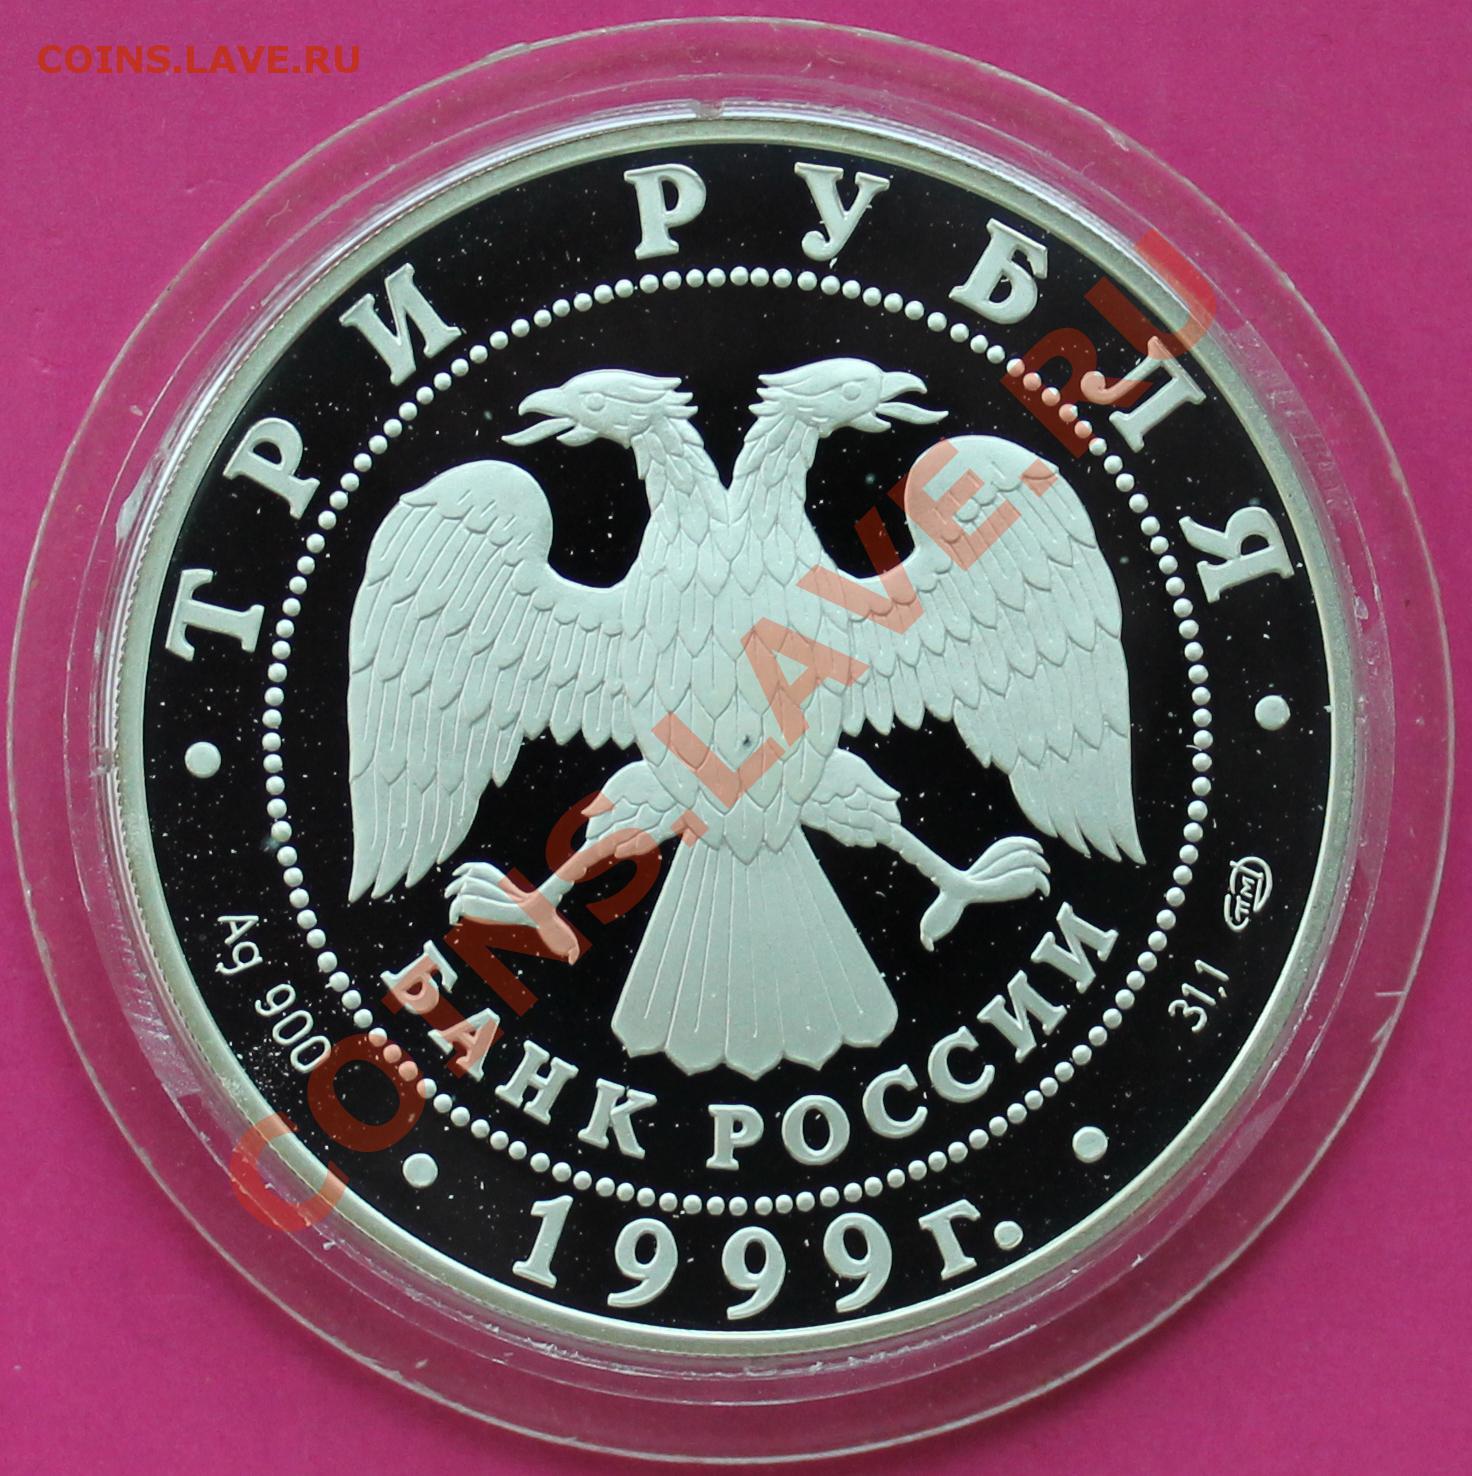 COINS.LAVE.RU
ТРИ РУБЛЯ
БАНК РОССИИ
Ag 900
31,1
1999г.
COINS.LAVE.RU